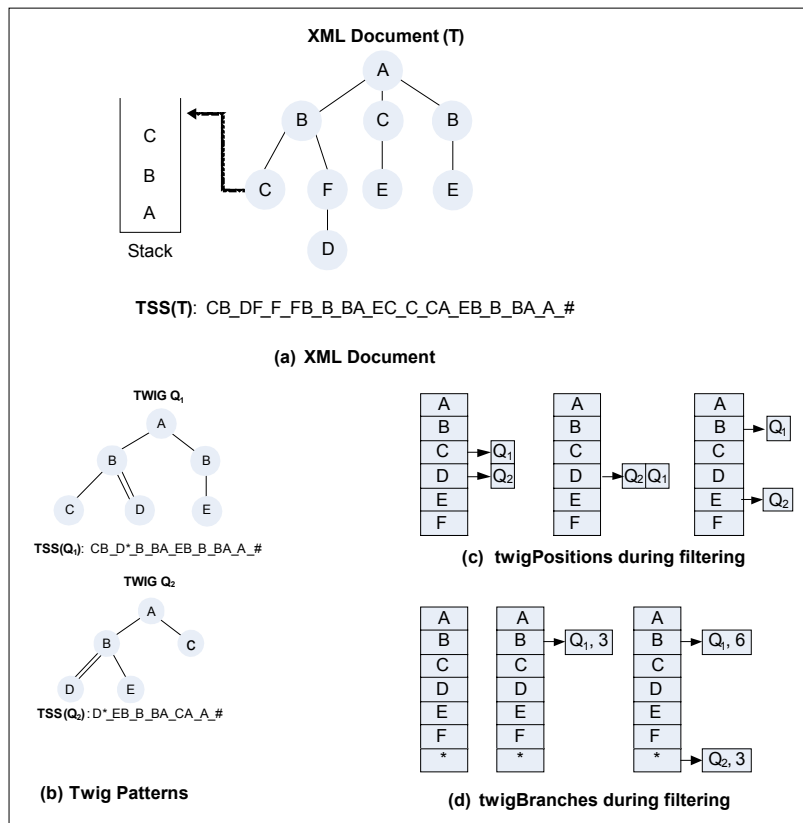 XML Document (T)
A
B
C
B
C
F
E
E
D
C
B
A
Stack
TSS(T): CB_DF_F_FB_B_BA_EC_C_CA_EB_B_BA_A_#
(a) XML Document
TWIG Q1
A
B
B
C
D
E
TSS(Q1): CB_D*_B_BA_EB_B_BA_A_#
TWIG Q2
A
B
C
D
E
TSS(Q2): D*_EB_B_BA_CA_A_#
(b) Twig Patterns
A
B
C Q1
D Q2
E
F
A
B
C
D Q2 Q1
E
F
A
B Q1
C
D
E Q2
F
(c) twigPositions during filtering
A
B
C
D
E
F
*
A
B Q1, 3
C
D
E
F
*
A
B Q1, 6
C
D
E
F
* Q2, 3
(d) twigBranches during filtering